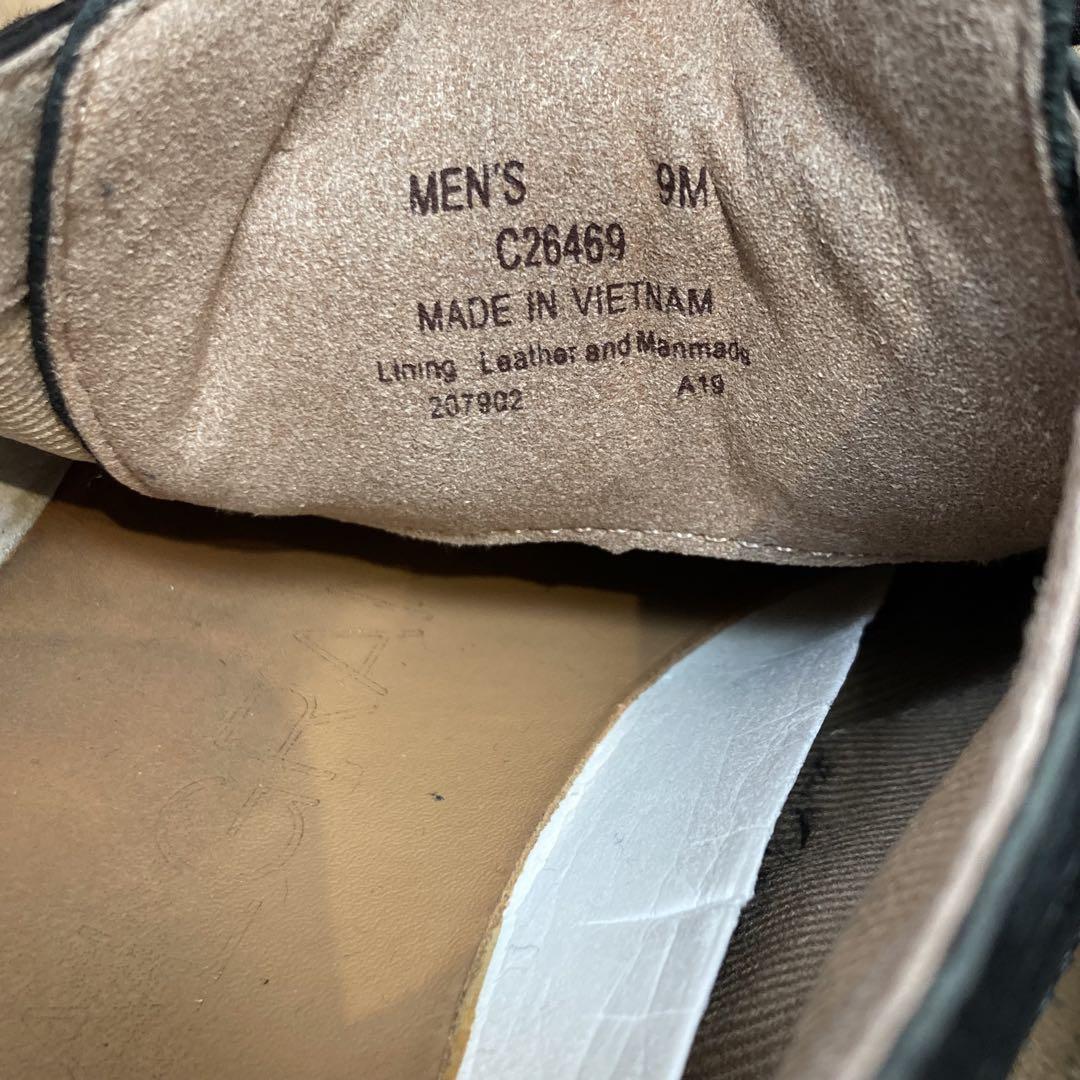 MEN'S 9M
C26469
MADE IN VIETNAM
Lining Leather and Manmade
207902 A19